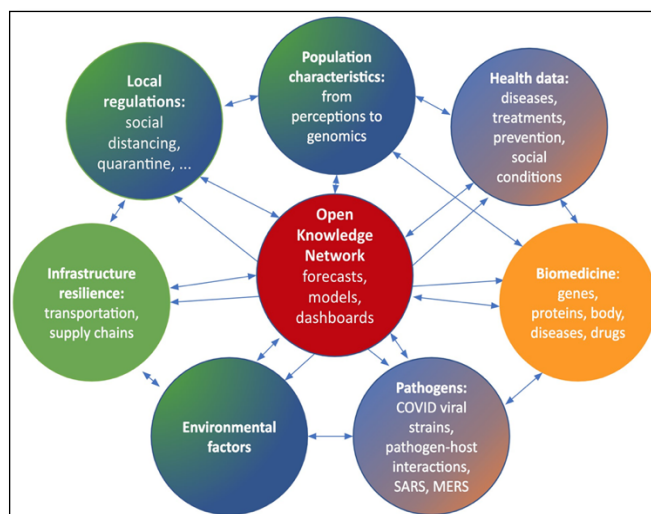 Local
regulations:
social
distancing,
quarantine, ...
Population
characteristics:
from
perceptions to
genomics
Health data:
diseases,
treatments,
prevention,
social
conditions
Infrastructure
resilience:
transportation,
supply chains
Open
Knowledge
Network
forecasts,
models,
dashboards
Biomedicine:
genes,
proteins, body,
diseases, drugs
Environmental
factors
Pathogens:
COVID viral
strains,
pathogen-host
interactions,
SARS, MERS